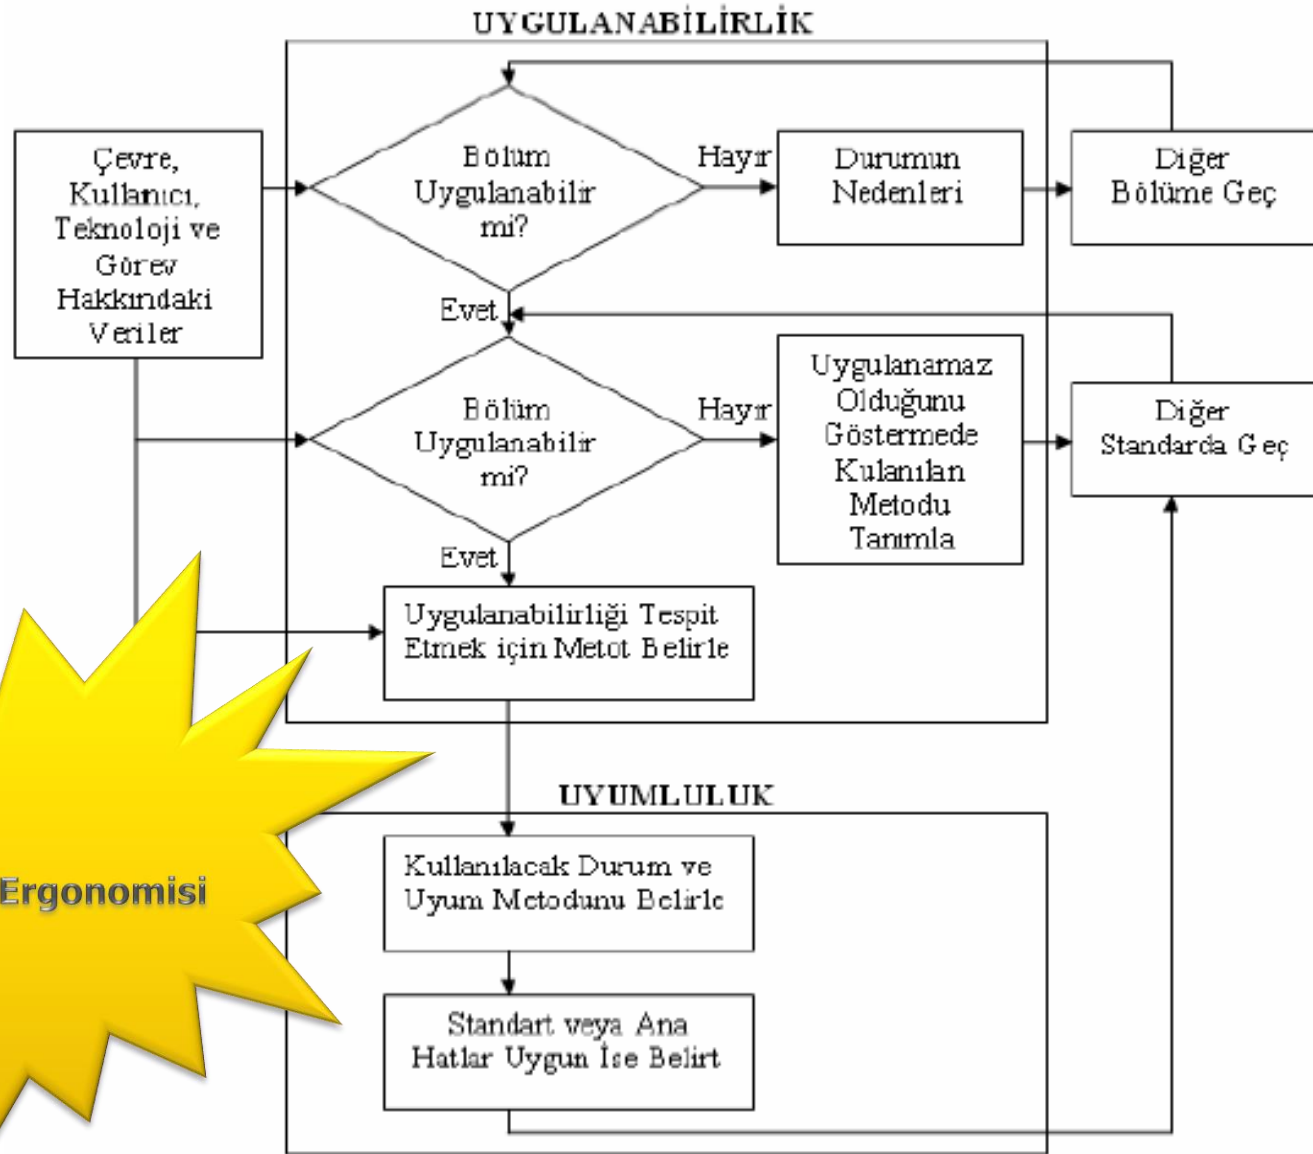 UYGULANABİLİRLİK
Çevre,
Kullanıcı,
Teknoloji ve
Görev
Hakkındaki
Veriler
Bölüm
Uygulanabilir
mi?
Hayır
Durumun
Nedenleri
Diğer
Bölüme Geç
Evet
Bölüm
Uygulanabilir
mi?
Hayır
Uygulanamaz
Olduğunu
Göstermede
Kulanılan
Metodu
Tanımla
Diğer
Standarda Geç
Evet
Uygulanabilirliği Tespit
Etmek için Metot Belirle
UYUMLULUK
Kullanılacak Durum ve
Uyum Metodunu Belirle
Standart veya Ana
Hatlar Uygun İse Belirt
Ergonomisi